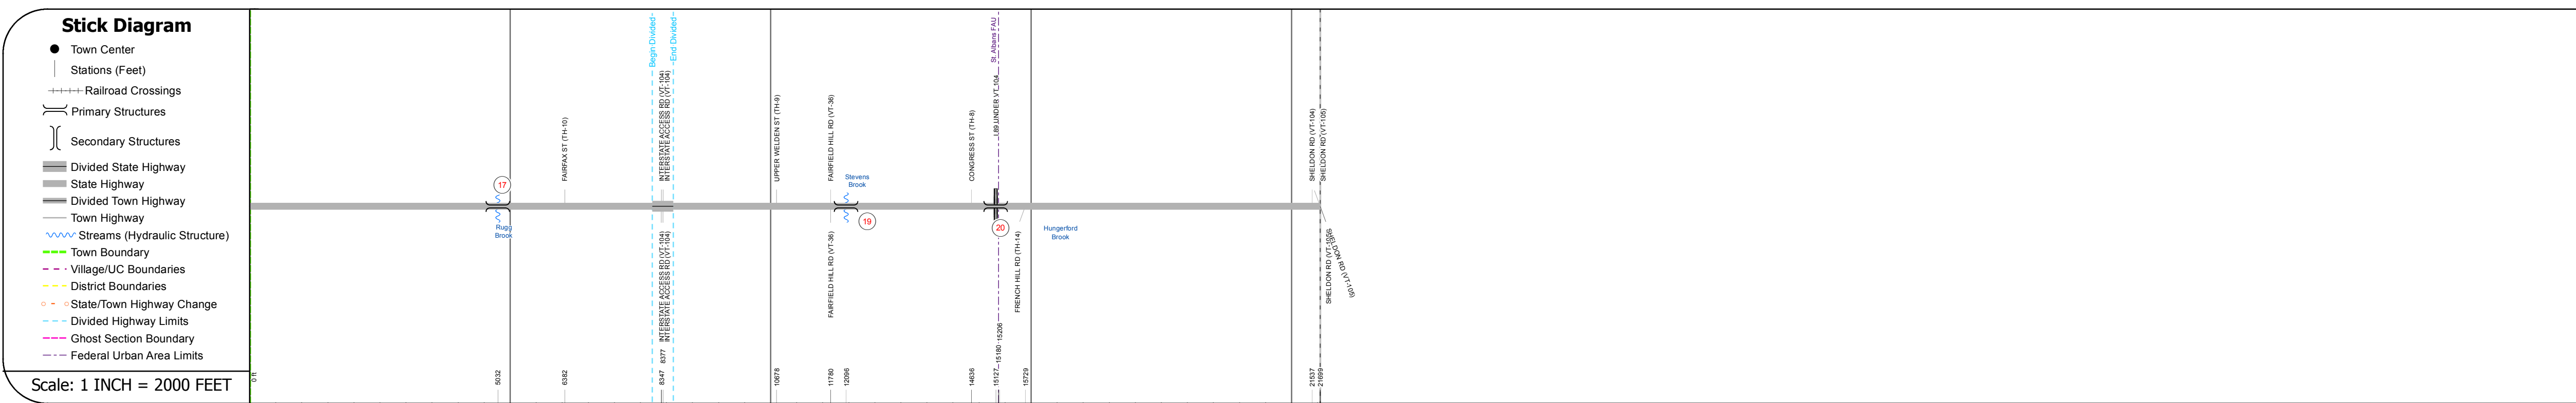 Stick Diagram
Town Center
Stations (Feet)
Railroad Crossings
Primary Structures
Secondary Structures
Divided State Highway
State Highway
Divided Town Highway
Town Highway
Streams (Hydraulic Structure)
Town Boundary
Village/UC Boundaries
District Boundaries
State/Town Highway Change
Divided Highway Limits
Ghost Section Boundary
Federal Urban Area Limits
Scale: 1 INCH = 2000 FEET
0 ft
17
Rugg
Brook
5032
FAIRFAX ST (TH-10)
6382
Begin Divided
End Divided
INTERSTATE ACCESS RD (VT-104)
INTERSTATE ACCESS RD (VT-104)
INTERSTATE ACCESS RD (VT-104)
INTERSTATE ACCESS RD (VT-104)
8347
8377
UPPER WELDEN ST (TH-9)
10678
FAIRFIELD HILL RD (VT-36)
FAIRFIELD HILL RD (VT-36)
11780
Stevens
Brook
19
12096
CONGRESS ST (TH-8)
14636
St. Albans FAU
I-89 UNDER VT 104
20
15127
15180
15206
FRENCH HILL RD (TH-14)
15729
Hungerford
Brook
SHELDON RD (VT-104)
SHELDON RD (VT-105)
SHELDON RD (VT-105)
SHELDON RD (VT-105)
21537
21699